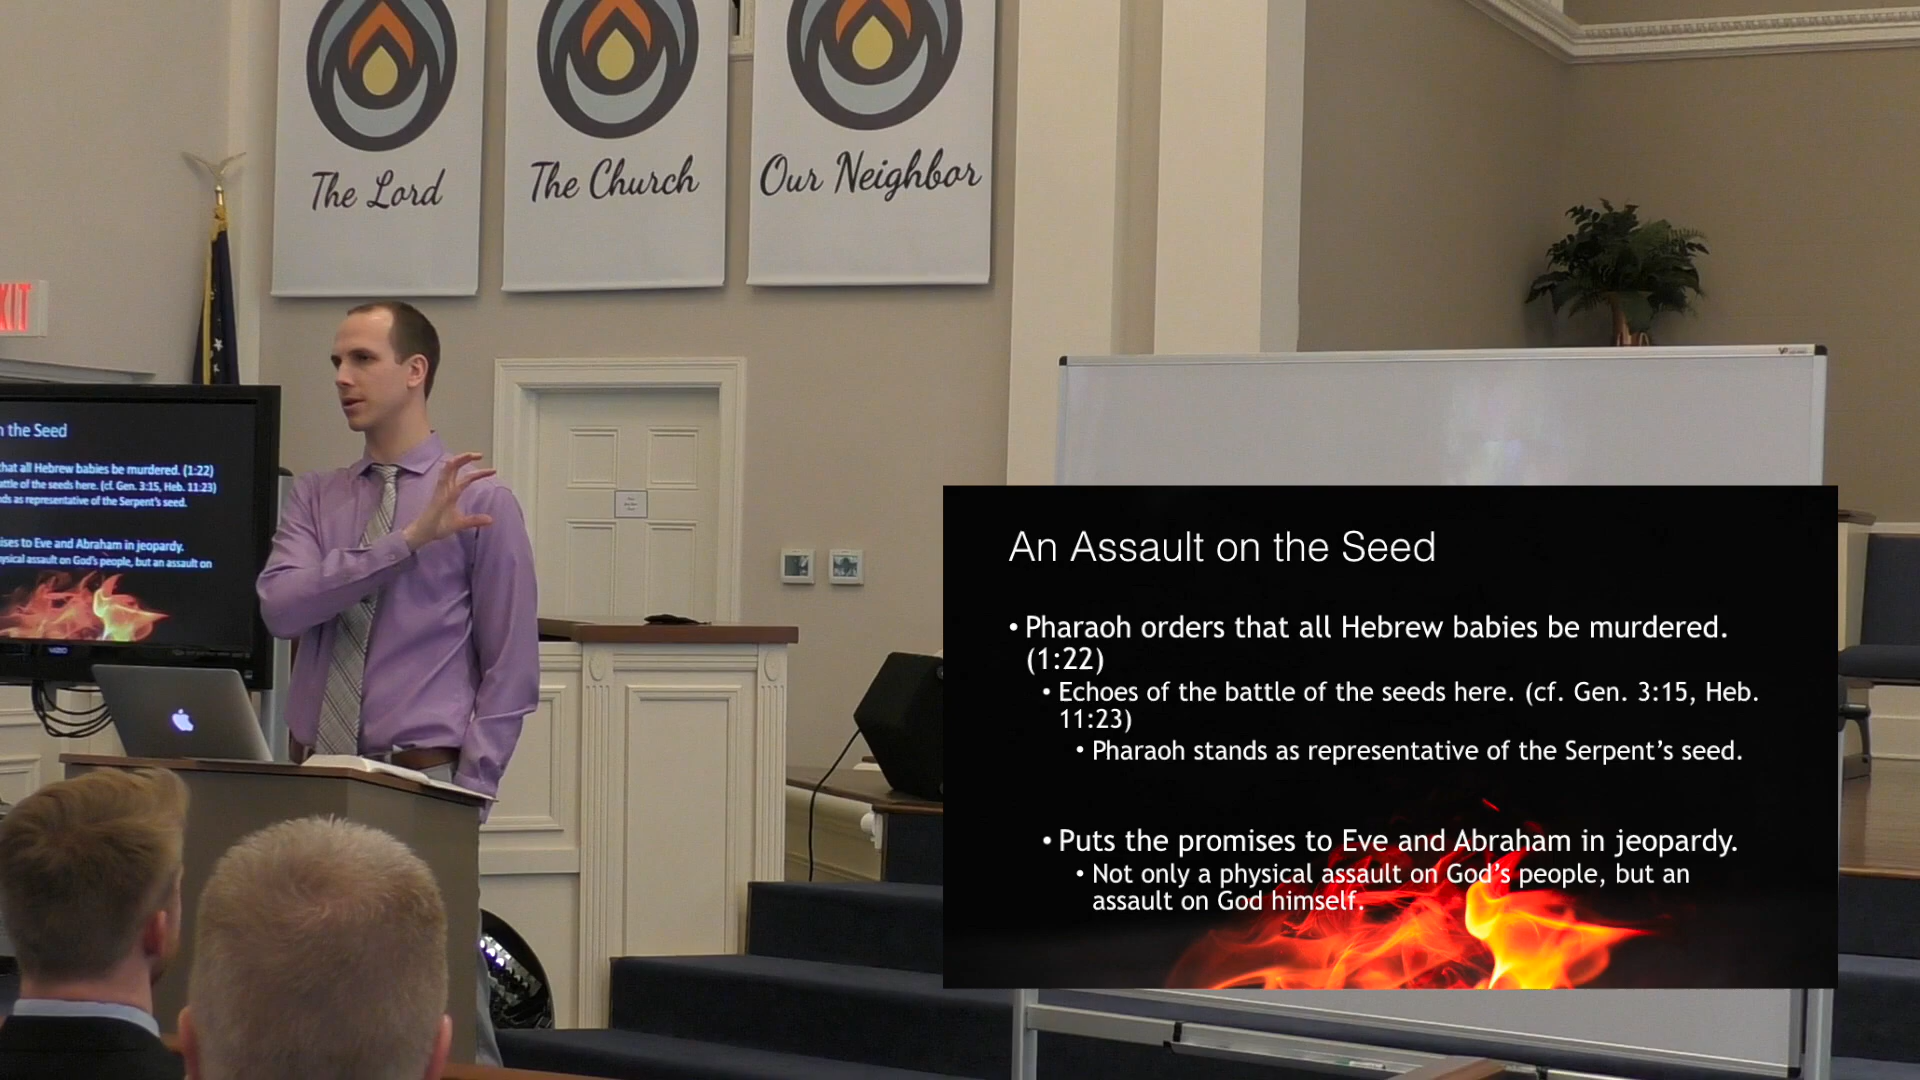 The Lord
The Church
Our Neighbor
XIT
n the Seed
that all Hebrew babies be murdered. (1:22)
attle of the seeds here. (cf. Gen. 3:15, Heb. 11:23)
nds as representative of the Serpent's seed.
ises to Eve and Abraham in jeopardy.
ysical assault on God's people, but an assault on
VIZIO
An Assault on the Seed
• Pharaoh orders that all Hebrew babies be murdered.
(1:22)
• Echoes of the battle of the seeds here. (cf. Gen. 3:15, Heb.
11:23)
• Pharaoh stands as representative of the Serpent’s seed.
• Puts the promises to Eve and Abraham in jeopardy.
• Not only a physical assault on God’s people, but an
assault on God himself.